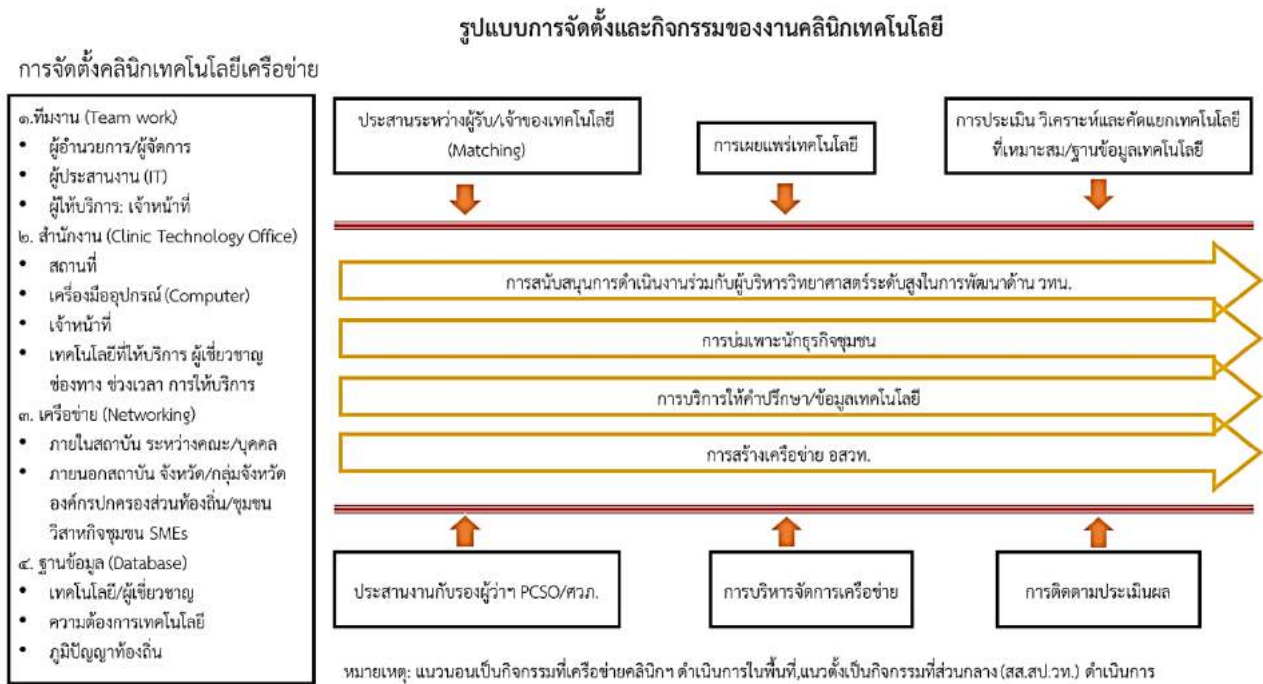 รูปแบบการจัดตั้งและกิจกรรมของงานคลินิกเทคโนโลยี
การจัดตั้งคลินิกเทคโนโลยีเครือข่าย
๑.ทีมงาน (Team work)
• ผู้อำนวยการ/ผู้จัดการ
• ผู้ประสานงาน (IT)
• ผู้ให้บริการ: เจ้าหน้าที่
๒. สำนักงาน (Clinic Technology Office)
• สถานที่
• เครื่องมืออุปกรณ์ (Computer)
• เจ้าหน้าที่
• เทคโนโลยีที่ให้บริการ ผู้เชี่ยวชาญ
ช่องทาง ช่วงเวลา การให้บริการ
๓. เครือข่าย (Networking)
• ภายในสถาบัน ระหว่างคณะ/บุคคล
• ภายนอกสถาบัน จังหวัด/กลุ่มจังหวัด
องค์กรปกครองส่วนท้องถิ่น/ชุมชน
วิสาหกิจชุมชน SMEs
๔. ฐานข้อมูล (Database)
• เทคโนโลยี/ผู้เชี่ยวชาญ
• ความต้องการเทคโนโลยี
• ภูมิปัญญาท้องถิ่น
ประสานระหว่างผู้รับ/เจ้าของเทคโนโลยี
(Matching)
การเผยแพร่เทคโนโลยี
การประเมิน วิเคราะห์และคัดแยกเทคโนโลยี
ที่เหมาะสม/ฐานข้อมูลเทคโนโลยี
การสนับสนุนการดำเนินงานร่วมกับผู้บริหารวิทยาศาสตร์ระดับสูงในการพัฒนาด้าน วทน.
การบ่มเพาะนักธุรกิจชุมชน
การบริการให้คำปรึกษา/ข้อมูลเทคโนโลยี
การสร้างเครือข่าย อสวท.
ประสานงานกับรองผู้ว่าฯ PCSO/ศวภ.
การบริหารจัดการเครือข่าย
การติดตามประเมินผล
หมายเหตุ: แนวนอนเป็นกิจกรรมที่เครือข่ายคลินิกฯ ดำเนินการในพื้นที่,แนวตั้งเป็นกิจกรรมที่ส่วนกลาง (สส.สป.วท.) ดำเนินการ